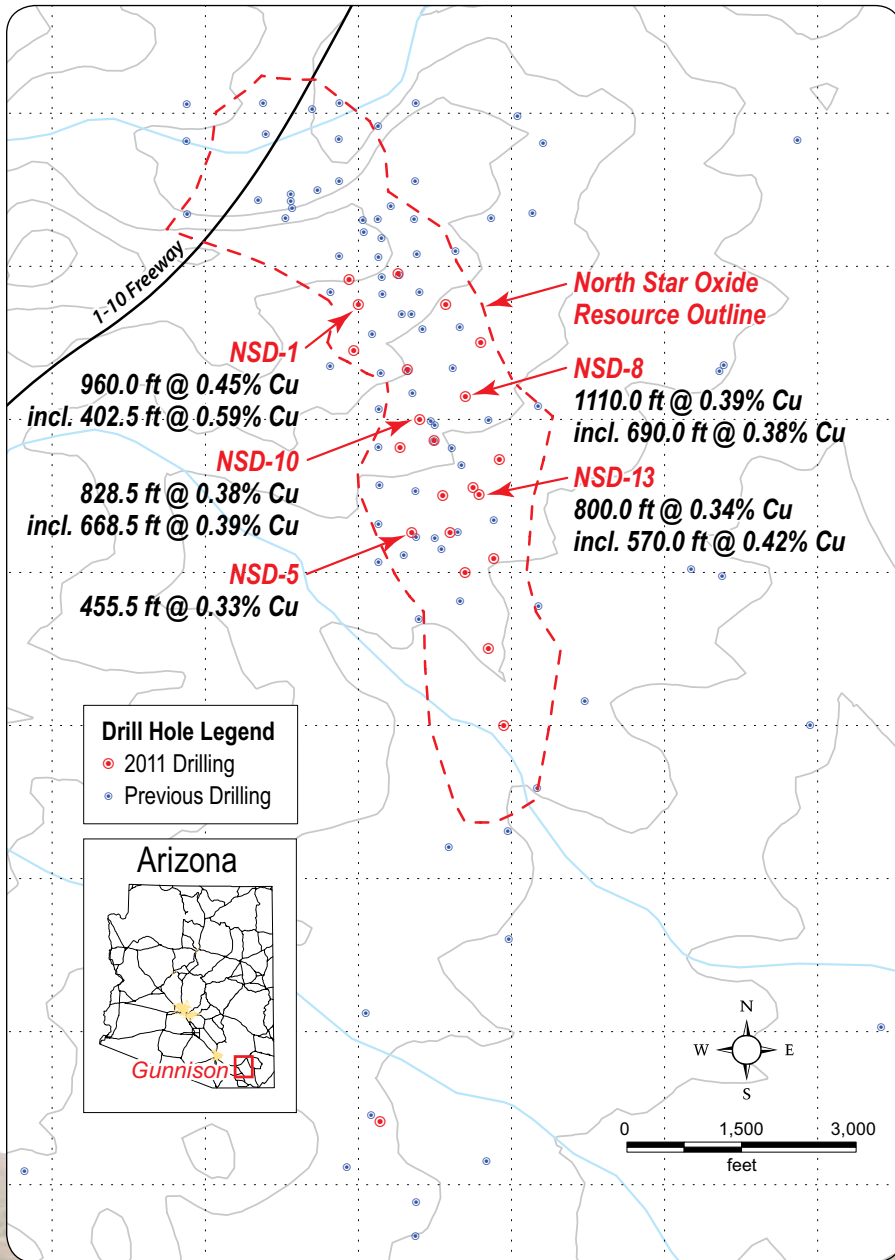 1-10 Freeway
North Star Oxide
Resource Outline
NSD-1
960.0 ft @ 0.45% Cu
incl. 402.5 ft @ 0.59% Cu
NSD-8
1110.0 ft @ 0.39% Cu
incl. 690.0 ft @ 0.38% Cu
NSD-10
828.5 ft @ 0.38% Cu
incl. 668.5 ft @ 0.39% Cu
NSD-13
800.0 ft @ 0.34% Cu
incl. 570.0 ft @ 0.42% Cu
NSD-5
455.5 ft @ 0.33% Cu
Drill Hole Legend
2011 Drilling
Previous Drilling
Arizona
Gunnison
N
W E
S
0 1,500 3,000
feet